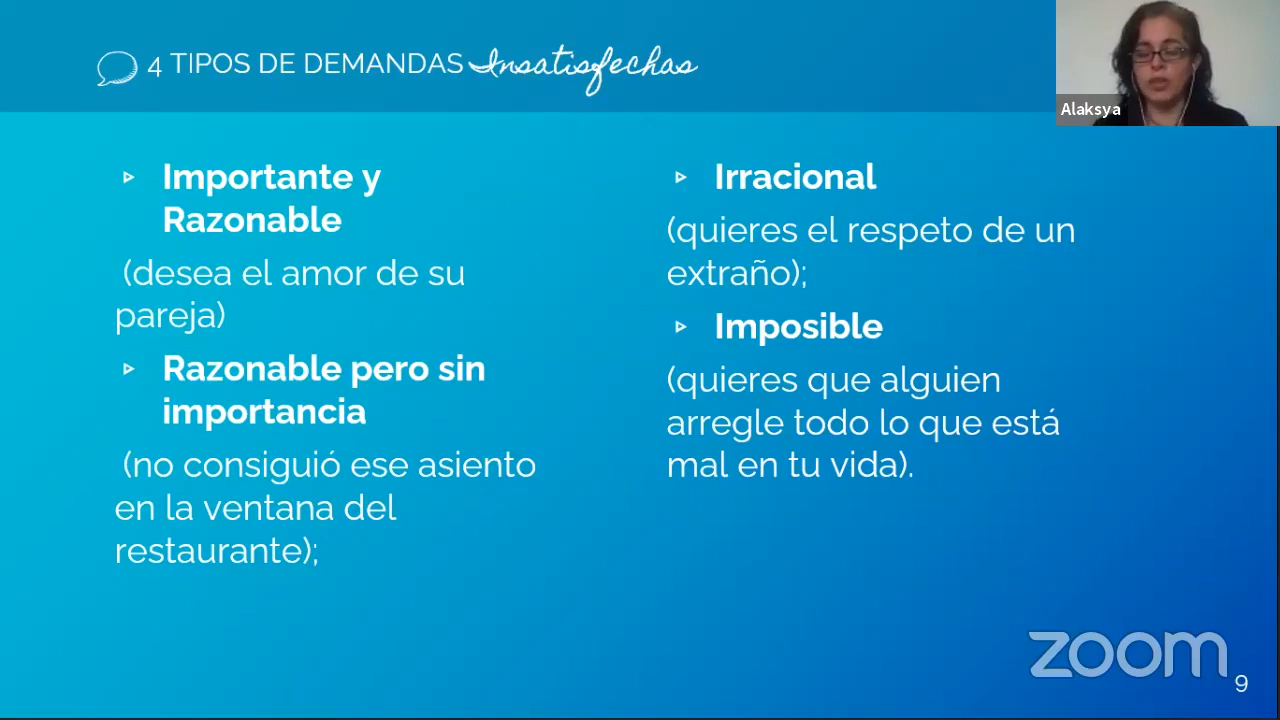 4 TIPOS DE DEMANDAS Insatisfechas
Alaksya
▹ Importante y
Razonable
(desea el amor de su
pareja)
▹ Razonable pero sin
importancia
(no consiguió ese asiento
en la ventana del
restaurante);
▹ Irracional
(quieres el respeto de un
extraño);
▹ Imposible
(quieres que alguien
arregle todo lo que está
mal en tu vida).
zoom
9